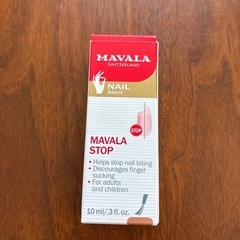 MAVALA
SWITZERLAND
NAIL
Alert
STOP
MAVALA
STOP
• Helps stop nail biting
• Discourages finger
sucking
• For adults
and children
10 ml/.3 fl. oz.